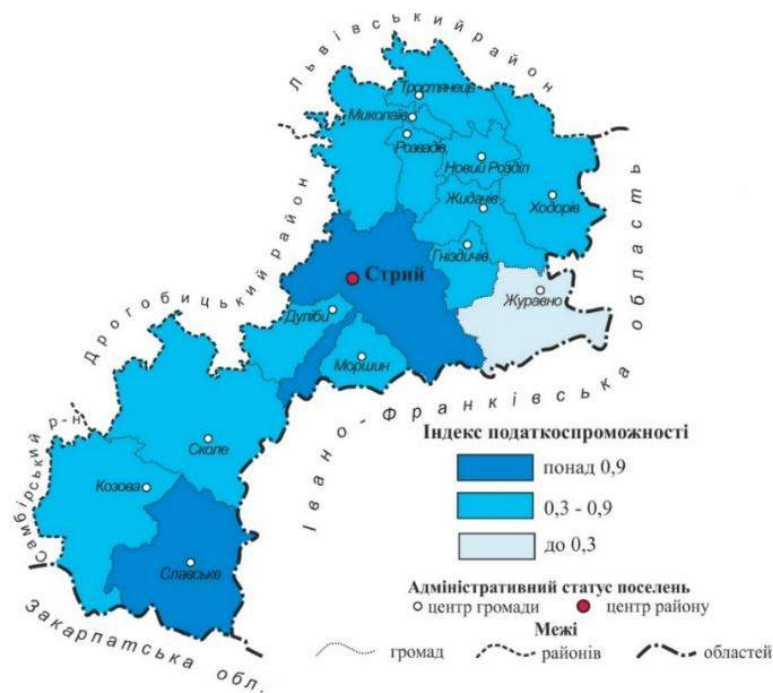 Львівський район
Тростянець
Миколаїв
Розвадів
Новий Розділ
Жидачів
Ходорів
Гніздичів
Стрий
Журавно
Дуліби
Моршин
Дрогобицький район
Івано-Франківська область
Сколе
Самбірський р-н
Козова
Славське
Закарпатська обл.
Індекс податкоспроможності
понад 0,9
0,3 - 0,9
до 0,3
Адміністративний статус поселень
центр громади центр району
Межі
громад районів областей